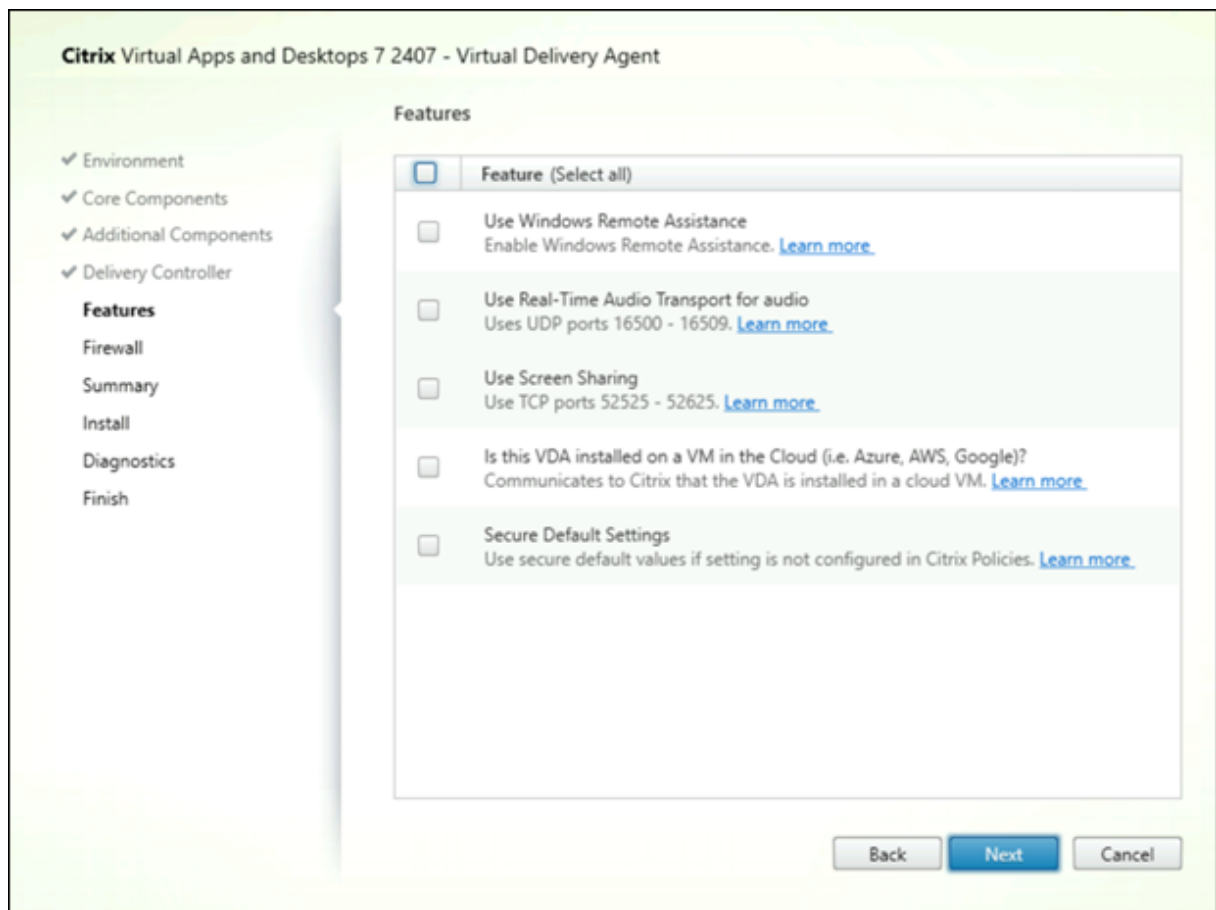 Citrix Virtual Apps and Desktops 7 2407 - Virtual Delivery Agent
Features
Environment
Core Components
Additional Components
Delivery Controller
Features
Firewall
Summary
Install
Diagnostics
Finish
Feature (Select all)
Use Windows Remote Assistance
Enable Windows Remote Assistance. Learn more
Use Real-Time Audio Transport for audio
Uses UDP ports 16500 - 16509. Learn more
Use Screen Sharing
Use TCP ports 52525 - 52625. Learn more
Is this VDA installed on a VM in the Cloud (i.e. Azure, AWS, Google)?
Communicates to Citrix that the VDA is installed in a cloud VM. Learn more
Secure Default Settings
Use secure default values if setting is not configured in Citrix Policies. Learn more
Back
Next
Cancel